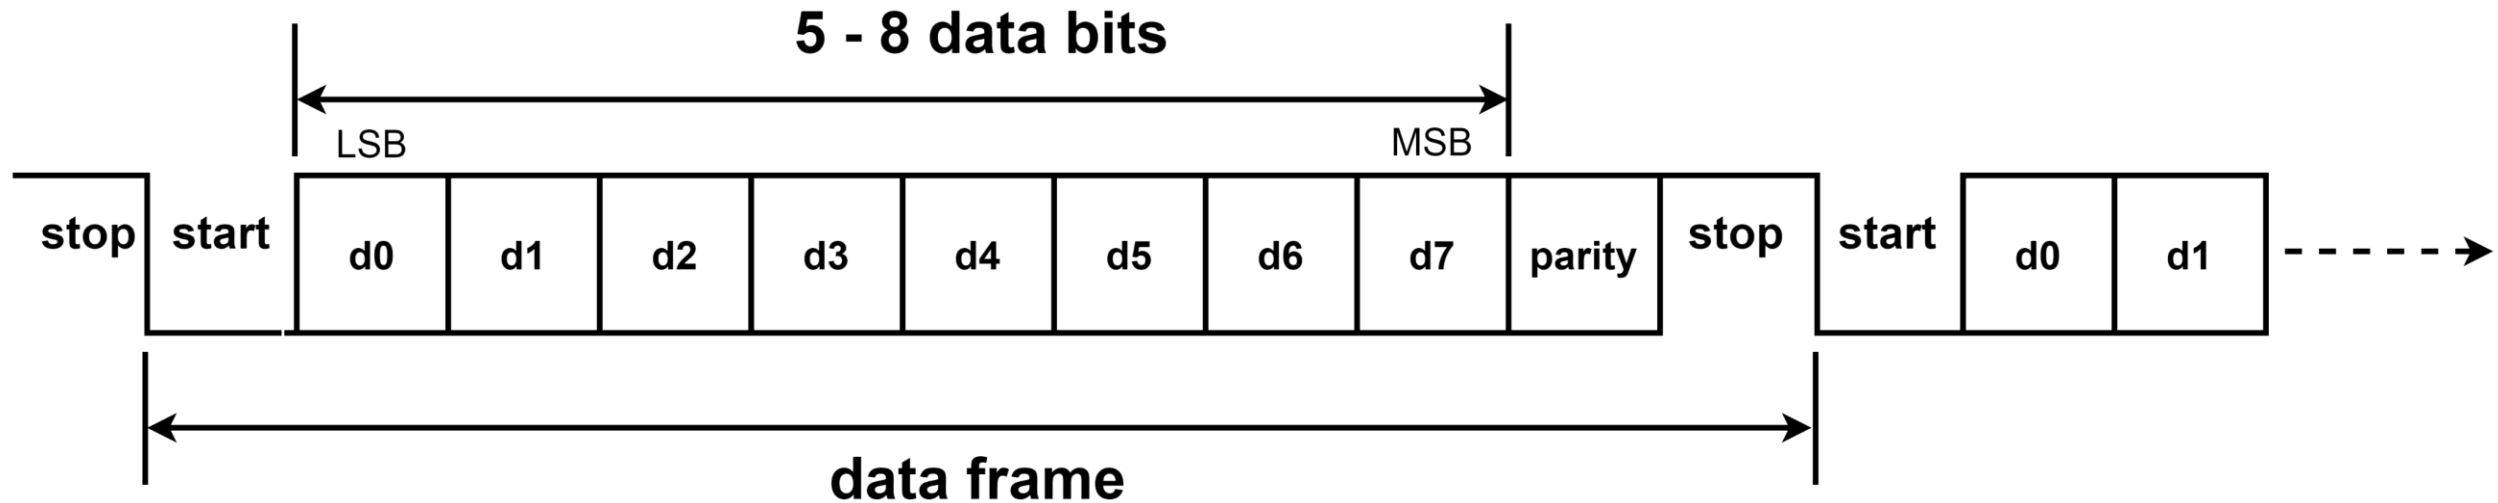 5 - 8 data bits
LSB MSB
stop start d0 d1 d2 d3 d4 d5 d6 d7 parity stop start d0 d1
data frame